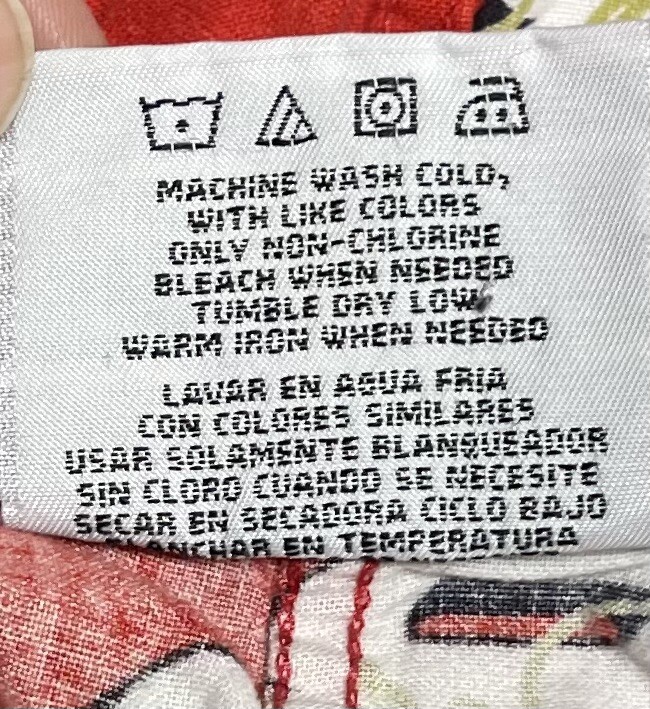 MACHINE WASH COLD,
WITH LIKE COLORS
ONLY NON-CHLORINE
BLEACH WHEN NEEDED
TUMBLE DRY LOW
WARM IRON WHEN NEEDED
LAVAR EN AGUA FRIA
CON COLORES SIMILARES
USAR SOLAMENTE BLANQUEADOR
SIN CLORO CUANDO SE NECESITE
SECAR EN SECADORA CICLO BAJO
PLANCHAR EN TEMPERATURA